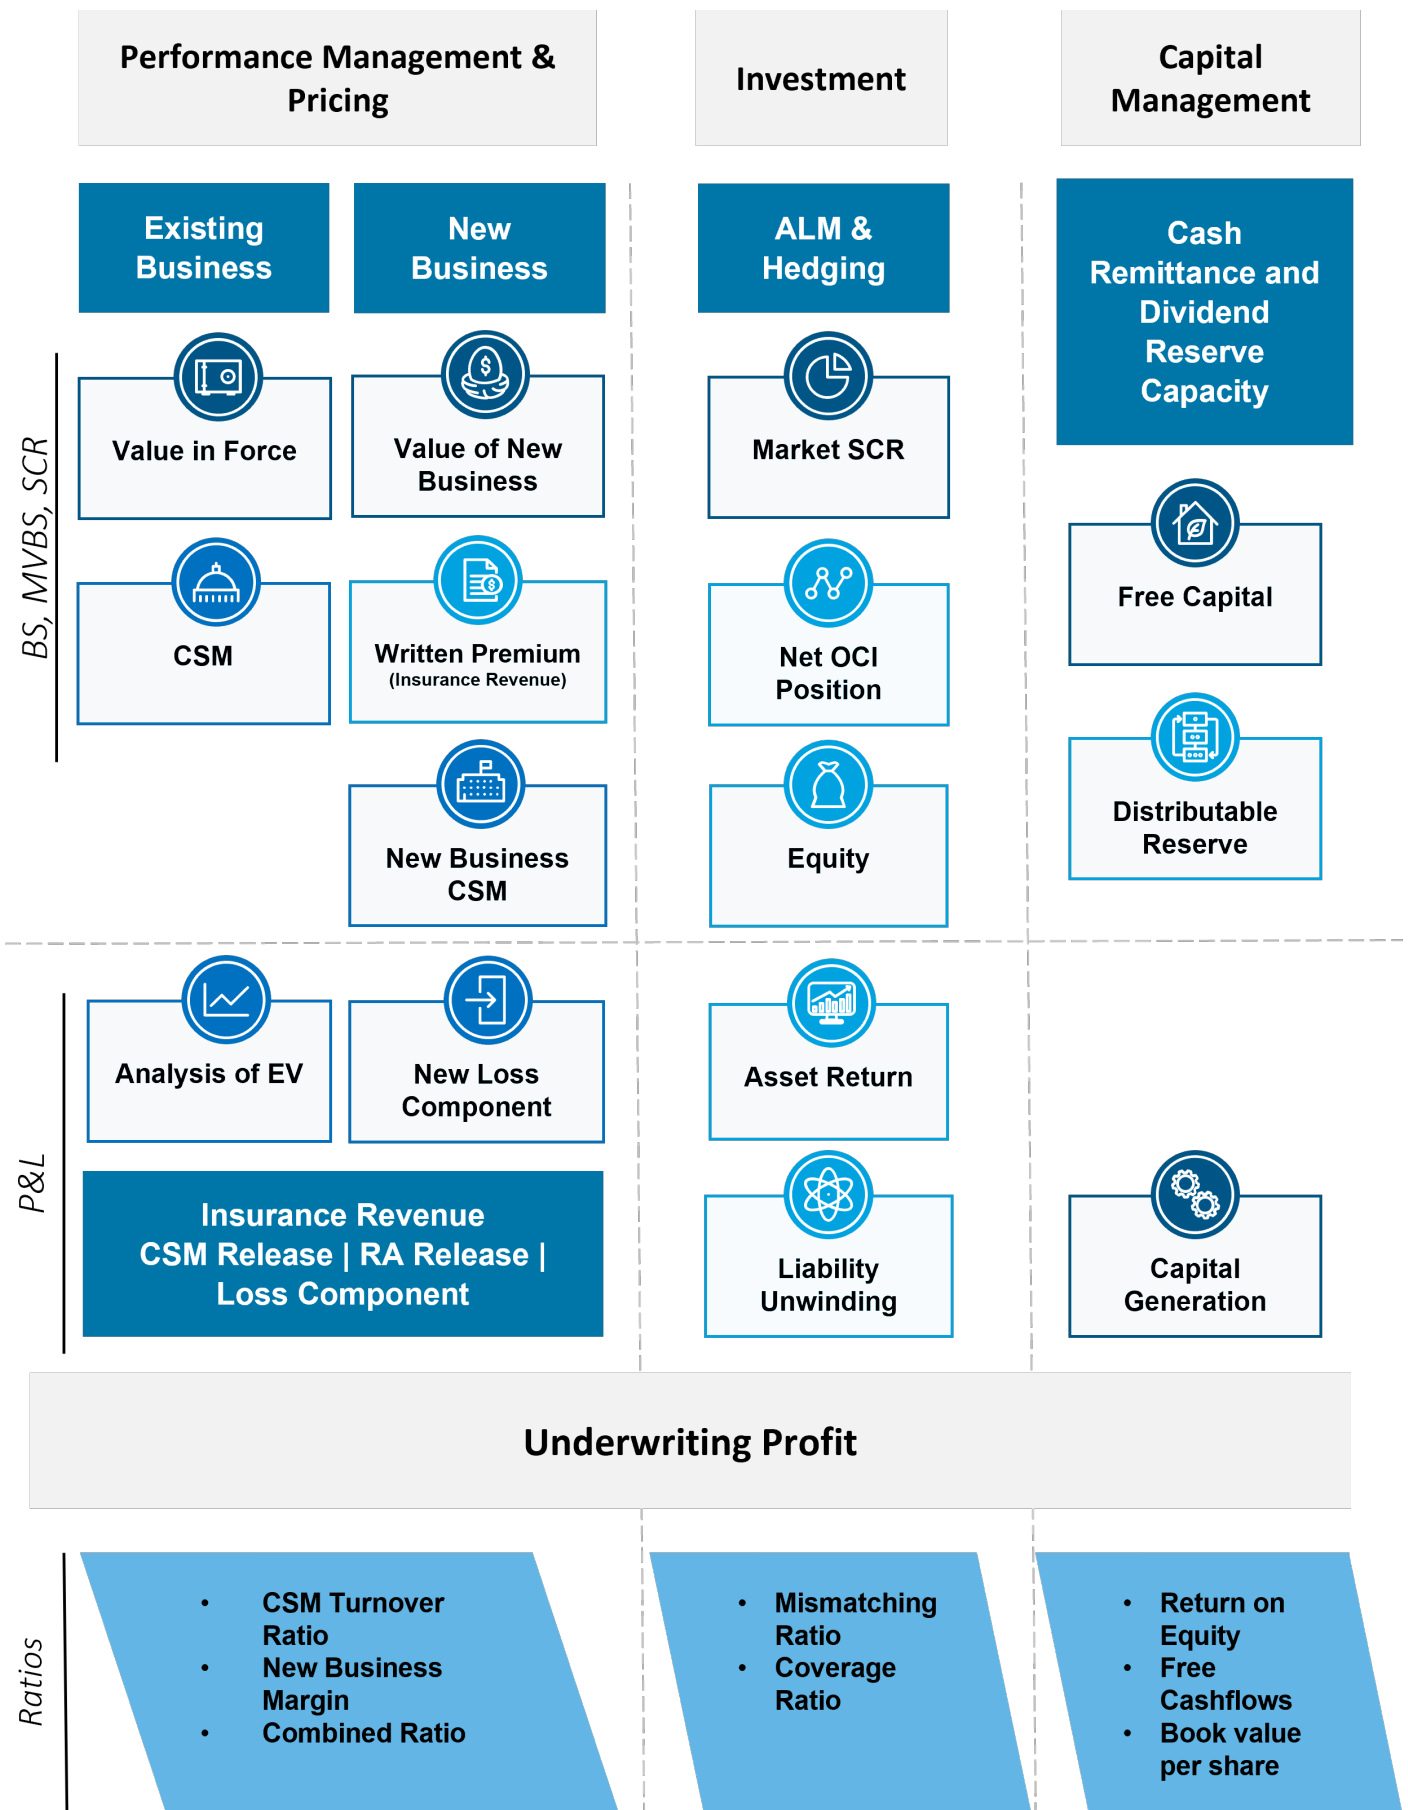 Performance Management &
Pricing
Investment
Capital
Management
Existing
Business
New
Business
ALM &
Hedging
Cash
Remittance and
Dividend
Reserve
Capacity
BS, MVBS, SCR
Value in Force
Value of New
Business
Market SCR
Free Capital
CSM
Written Premium
(Insurance Revenue)
Net OCI
Position
Distributable
Reserve
New Business
CSM
Equity
P&L
Analysis of EV
New Loss
Component
Asset Return
Insurance Revenue
CSM Release | RA Release |
Loss Component
Liability
Unwinding
Capital
Generation
Underwriting Profit
Ratios
• CSM Turnover
Ratio
• New Business
Margin
• Combined Ratio
• Mismatching
Ratio
• Coverage
Ratio
• Return on
Equity
• Free
Cashflows
• Book value
per share